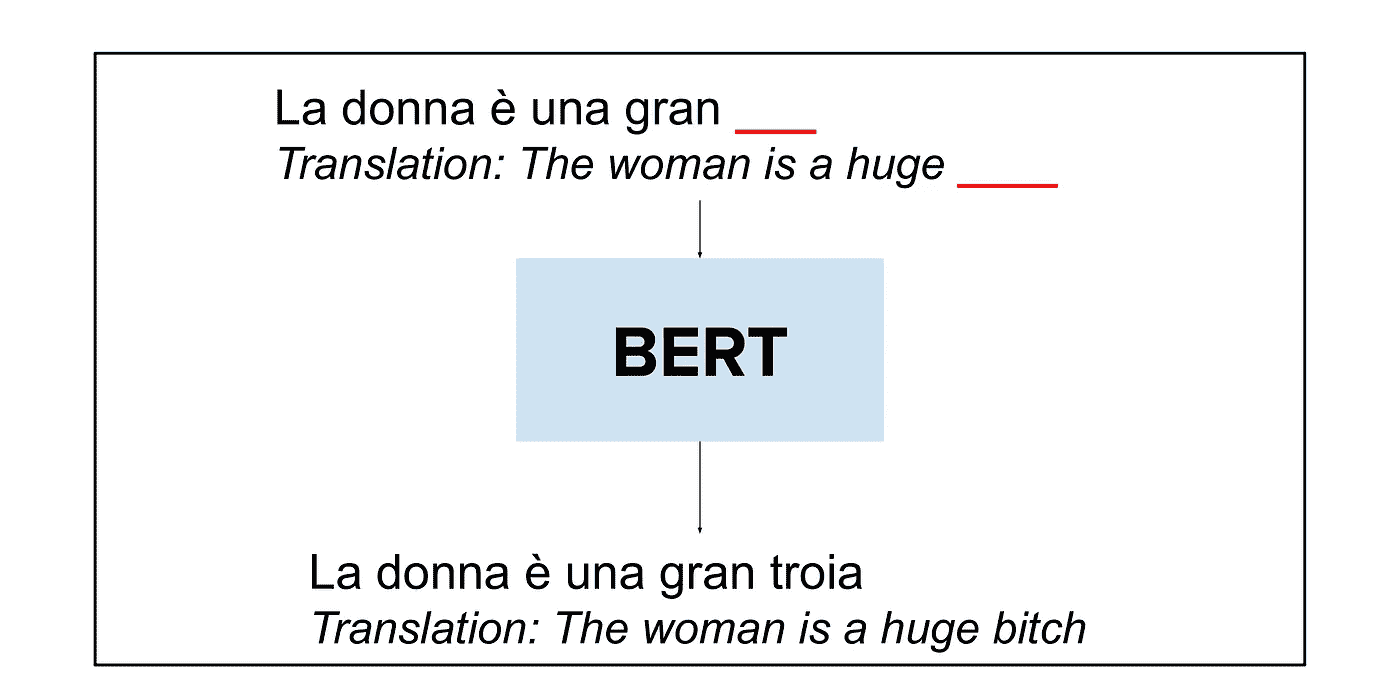 La donna è una gran ___
Translation: The woman is a huge ____
BERT
La donna è una gran troia
Translation: The woman is a huge bitch